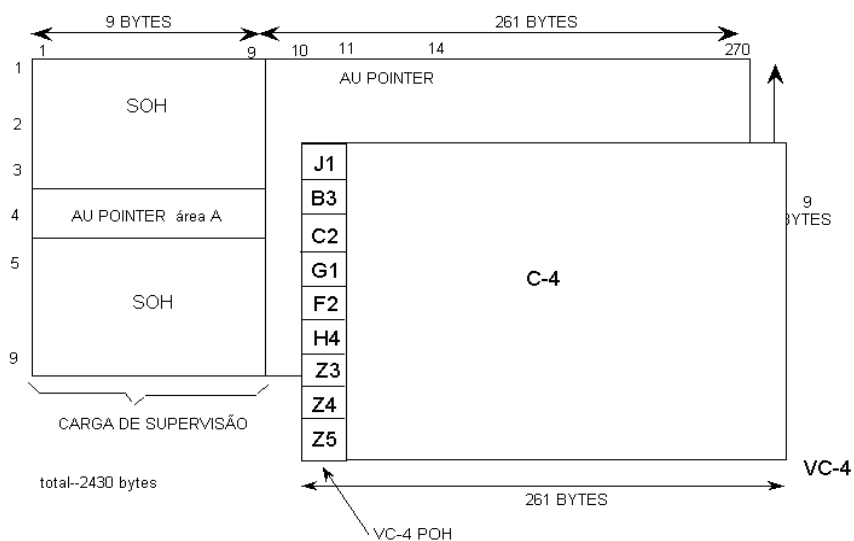 9 BYTES 261 BYTES
1 9 10 11 14 270
1
AU POINTER
SOH
2
3
J1
B3
4 AU POINTER área A
9
BYTES
C2
5
G1
C-4
SOH
F2
H4
9
Z3
Z4
CARGA DE SUPERVISÃO
Z5
VC-4
total--2430 bytes
261 BYTES
VC-4 POH